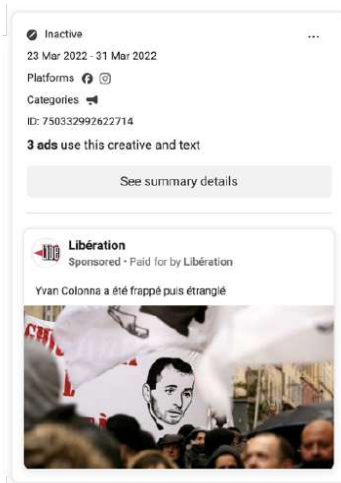 Inactive
23 Mar 2022 - 31 Mar 2022
Platforms
Categories
ID: 750332992622714
3 ads use this creative and text
See summary details
Libération
Sponsored • Paid for by Libération
Yvan Colonna a été frappé puis étranglé